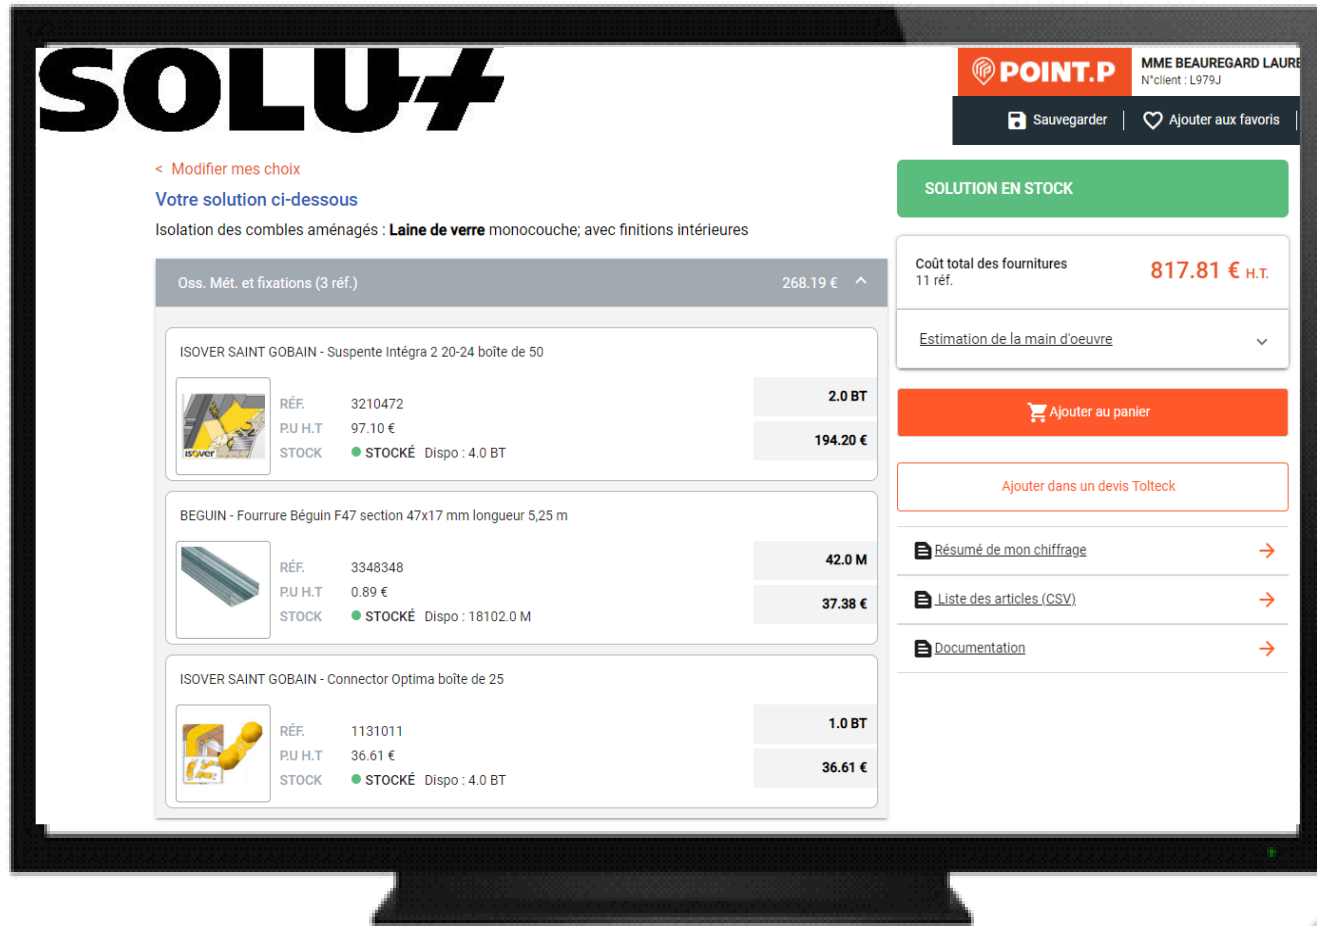 SOLU+
POINT.P
MME BEAUREGARD LAURE
N°client : L979J
Sauvegarder
Ajouter aux favoris
< Modifier mes choix
Votre solution ci-dessous
Isolation des combles aménagés : Laine de verre monocouche; avec finitions intérieures
Oss. Mét. et fixations (3 réf.) 268.19 €
ISOVER SAINT GOBAIN - Suspente Intégra 2 20-24 boîte de 50
isover
RÉF. 3210472
P.U H.T 97.10 €
STOCK STOCKÉ Dispo : 4.0 BT
2.0 BT
194.20 €
BEGUIN - Fourrure Béguin F47 section 47x17 mm longueur 5,25 m
RÉF. 3348348
P.U H.T 0.89 €
STOCK STOCKÉ Dispo : 18102.0 M
42.0 M
37.38 €
ISOVER SAINT GOBAIN - Connector Optima boîte de 25
RÉF. 1131011
P.U H.T 36.61 €
STOCK STOCKÉ Dispo : 4.0 BT
1.0 BT
36.61 €
SOLUTION EN STOCK
Coût total des fournitures
11 réf.
817.81 € H.T.
Estimation de la main d'oeuvre
Ajouter au panier
Ajouter dans un devis Tolteck
Résumé de mon chiffrage
Liste des articles (CSV)
Documentation